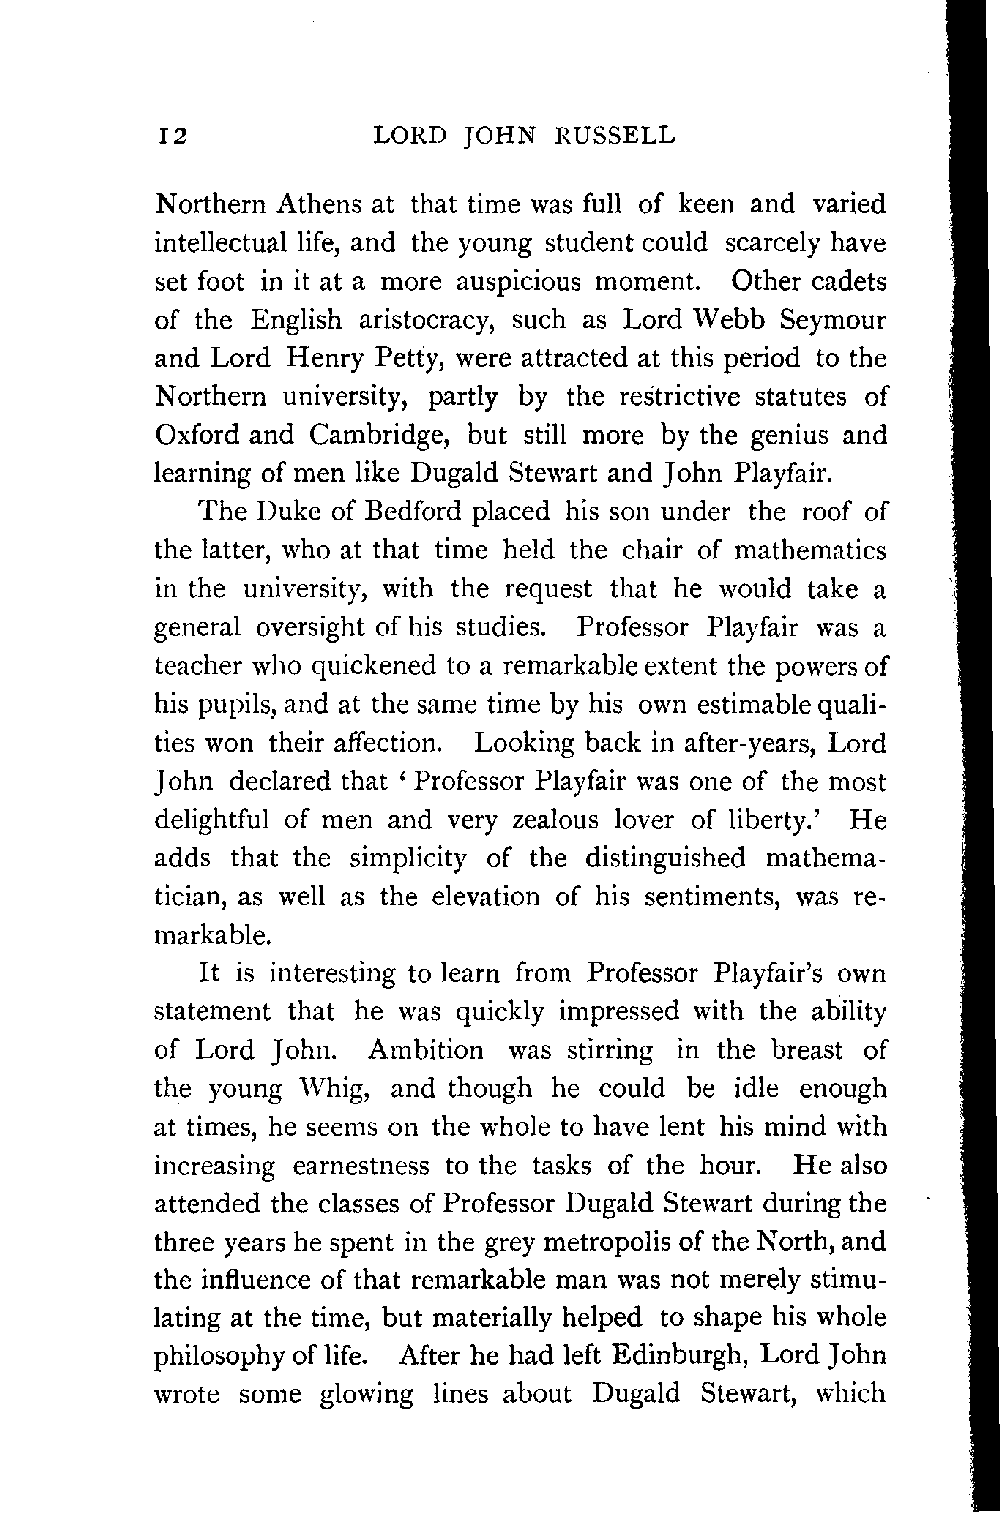 12 LORD JOHN RUSSELL
Northern Athens at that time was full of keen and varied
intellectual life, and the young student could scarcely have
set foot in it at a more auspicious moment. Other cadets
of the English aristocracy, such as Lord Webb Seymour
and Lord Henry Petty, were attracted at this period to the
Northern university, partly by the restrictive statutes of
Oxford and Cambridge, but still more by the genius and
learning of men like Dugald Stewart and John Playfair.
The Duke of Bedford placed his son under the roof of
the latter, who at that time held the chair of mathematics
in the university, with the request that he would take a
general oversight of his studies. Professor Playfair was a
teacher who quickened to a remarkable extent the powers of
his pupils, and at the same time by his own estimable quali-
ties won their affection. Looking back in after-years, Lord
John declared that ‘ Professor Playfair was one of the most
delightful of men and very zealous lover of liberty.’ He
adds that the simplicity of the distinguished mathema-
tician, as well as the elevation of his sentiments, was re-
markable.
It is interesting to learn from Professor Playfair’s own
statement that he was quickly impressed with the ability
of Lord John. Ambition was stirring in the breast of
the young Whig, and though he could be idle enough
at times, he seems on the whole to have lent his mind with
increasing earnestness to the tasks of the hour. He also
attended the classes of Professor Dugald Stewart during the
three years he spent in the grey metropolis of the North, and
the influence of that remarkable man was not merely stimu-
lating at the time, but materially helped to shape his whole
philosophy of life. After he had left Edinburgh, Lord John
wrote some glowing lines about Dugald Stewart, which